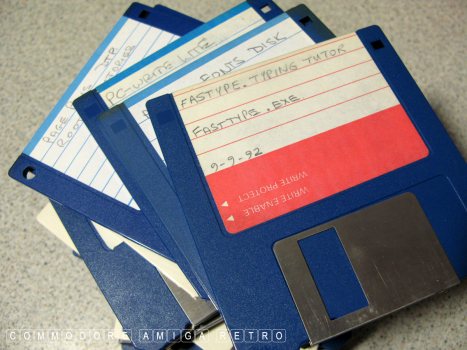 PC-WRITE LITE
FONTS DISK
FASTYPE. TYPING TUTOR
FASTTYPE .EXE
9-9-92
WRITE PROTECT
WRITE ENABLE
COMMODORE AMIGA RETRO